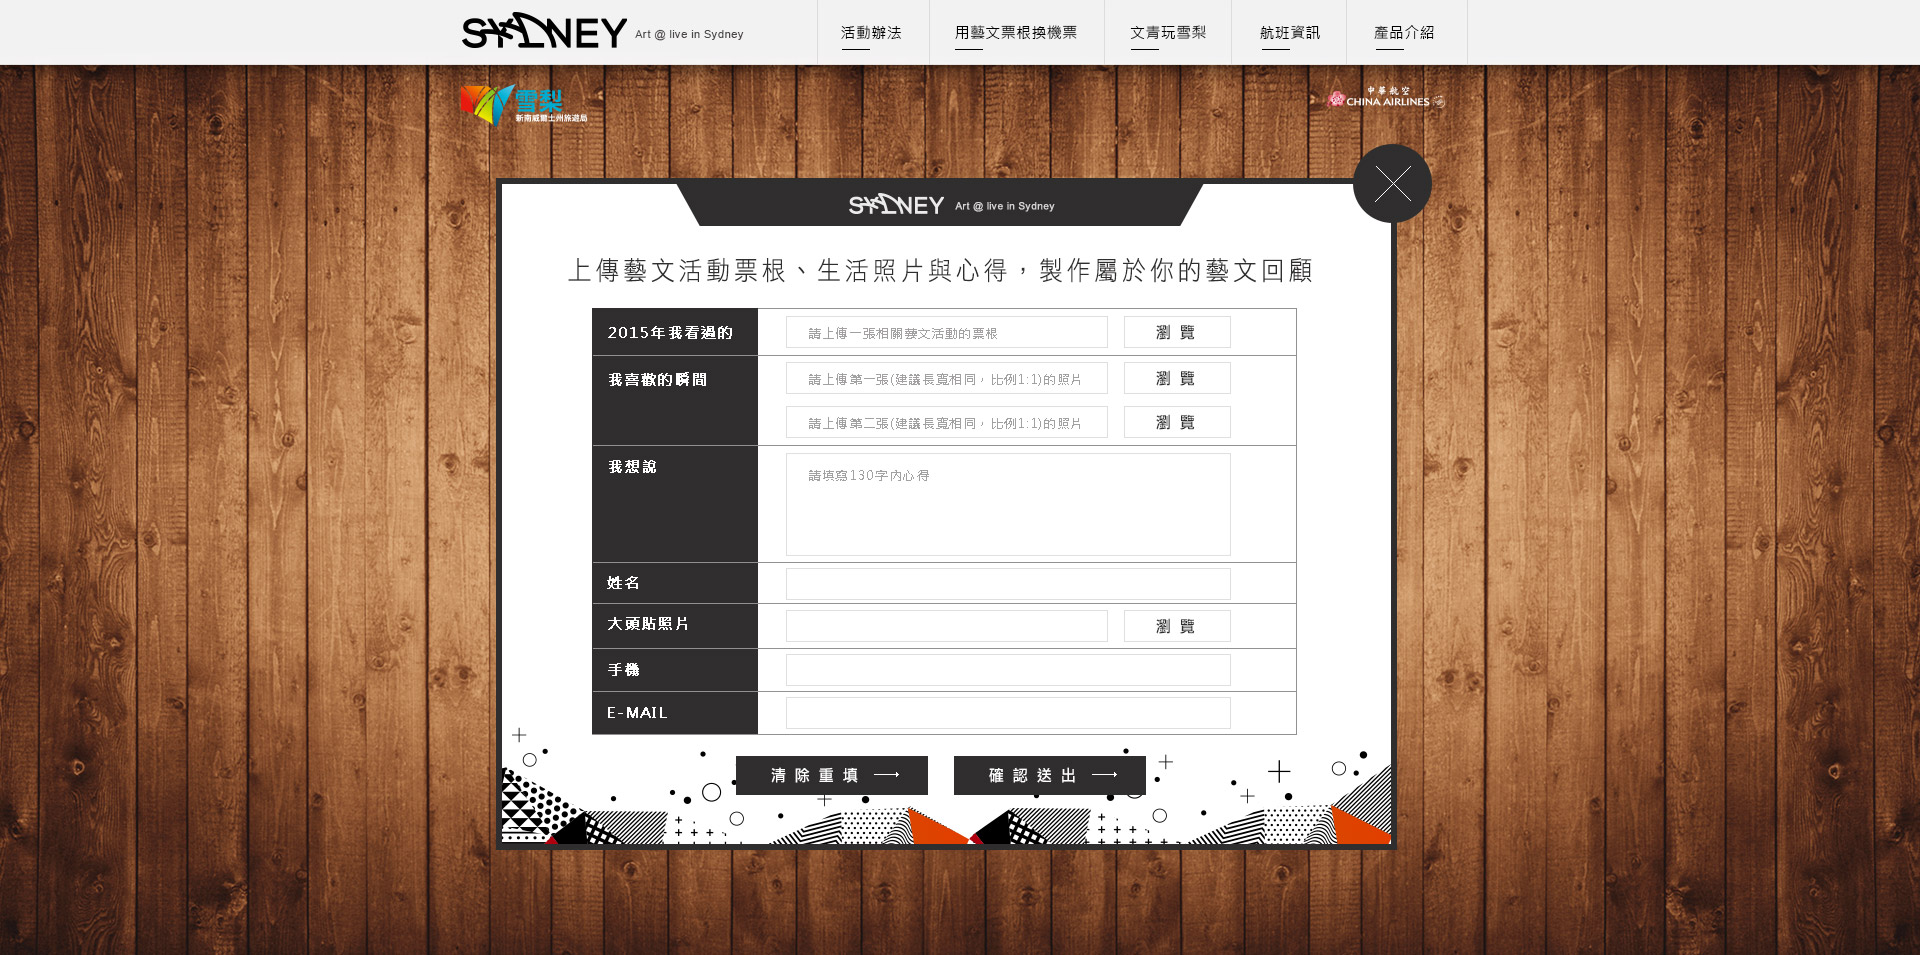 SYDNEY Art @ live in Sydney
活動辦法
用藝文票根換機票
文青玩雪梨
航班資訊
產品介紹
雪梨
新南威爾士州旅遊局
中華航空
CHINA AIRLINES
SYDNEY Art @ live in Sydney
上傳藝文活動票根、生活照片與心得，製作屬於你的藝文回顧
2015年我看過的
請上傳一張相關藝文活動的票根
瀏覽
我喜歡的瞬間
請上傳第一張(建議長寬相同，比例1:1)的照片
瀏覽
請上傳第二張(建議長寬相同，比例1:1)的照片
瀏覽
我想說
請填寫130字內心得
姓名
大頭貼照片
瀏覽
手機
E-MAIL
清除重填
確認送出